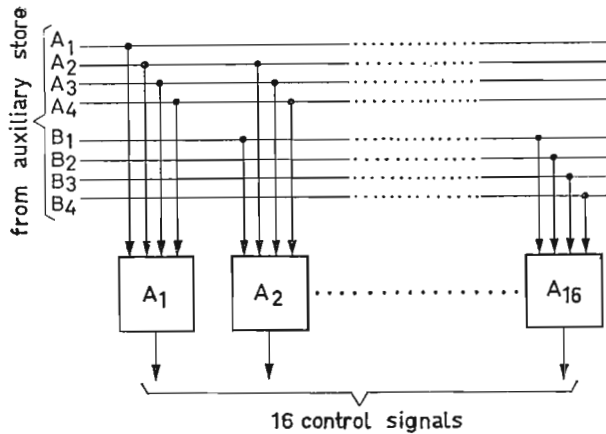 from auxiliary store
A1
A2
A3
A4
B1
B2
B3
B4
A1 A2 A16
16 control signals